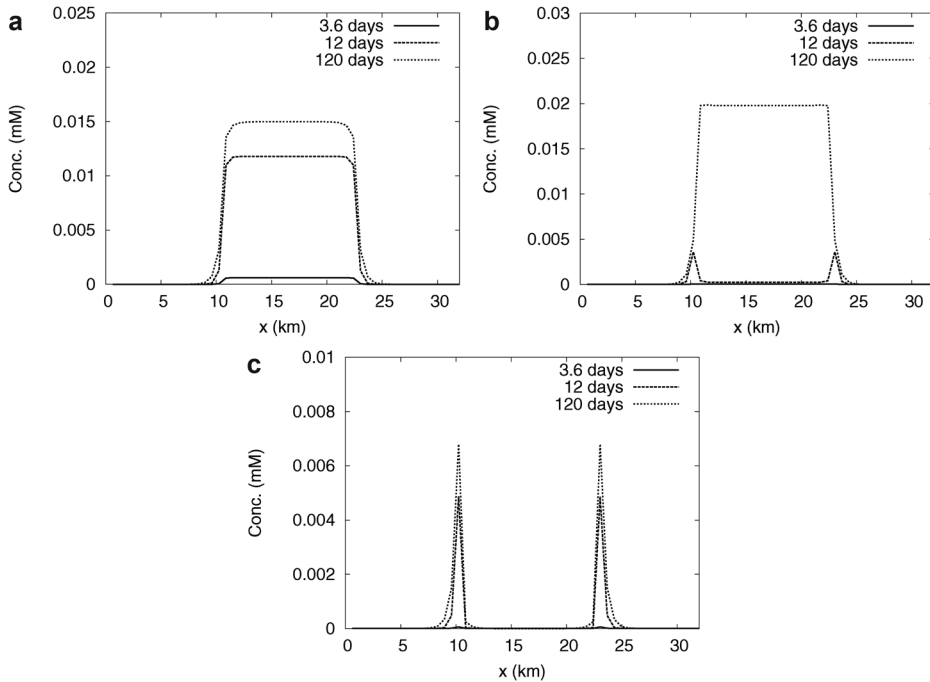 a
0.025
0.02
0.015
0.01
0.005
0
Conc. (mM)
3.6 days
12 days
120 days
0 5 10 15 20 25 30
x (km)
b
0.03
0.025
0.02
0.015
0.01
0.005
0
Conc. (mM)
3.6 days
12 days
120 days
0 5 10 15 20 25 30
x (km)
c
0.01
0.008
0.006
0.004
0.002
0
Conc. (mM)
3.6 days
12 days
120 days
0 5 10 15 20 25 30
x (km)